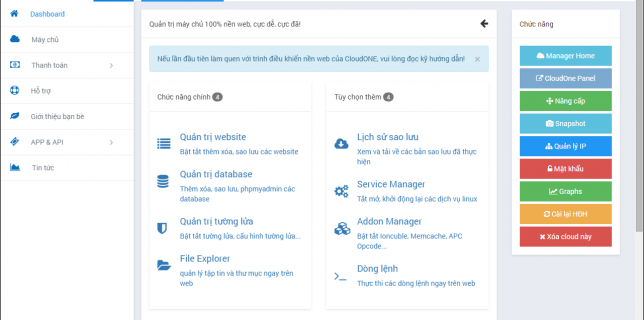 Dashboard
Máy chủ
Thanh toán
Hỗ trợ
Giới thiệu bạn bè
APP & API
Tin tức
Quản trị máy chủ 100% nền web, cực dể, cực đã!
Nếu lần đầu tiên làm quen với trình điều khiển nền web của CloudONE, vui lòng đọc kỹ hướng dẩn!
Chức năng chính 4
Quản trị website
Bật tắt thêm xóa, sao lưu các website
Quản trị database
Thêm xóa, sao lưu, phpmyadmin các
database
Quản trị tường lửa
Bật tắt tường lửa, cấu hình tường lửa...
File Explorer
quản lý tập tin và thư mục ngay trên
web
Tùy chọn thêm 4
Lịch sử sao lưu
Xem và tải về các bản sao lưu đã thực
hiện
Service Manager
Tắt mở, khởi động lại các dịch vụ linux
Addon Manager
Bật tắt ioncuble, Memcache, APC
Opcode...
Dòng lệnh
Thực thi các dòng lệnh ngay trên web
Chức năng
Manager Home
CloudOne Panel
Nâng cấp
Snapshot
Quản lý IP
Mật khẩu
Graphs
Cài lại HĐH
Xóa cloud này